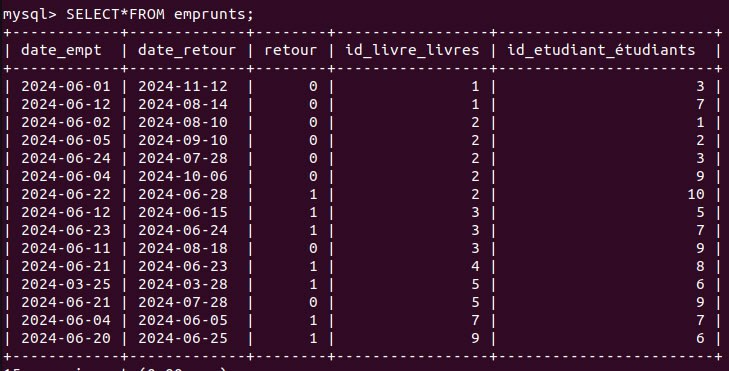 mysql> SELECT*FROM emprunts;
+------------+-------------+--------+-----------------+------------------------+
| date_empt | date_retour | retour | id_livre_livres | id_etudiant_étudiants |
+------------+-------------+--------+-----------------+------------------------+
| 2024-06-01 | 2024-11-12 | 0 | 1 | 3 |
| 2024-06-12 | 2024-08-14 | 0 | 1 | 7 |
| 2024-06-02 | 2024-08-10 | 0 | 2 | 1 |
| 2024-06-05 | 2024-09-10 | 0 | 2 | 2 |
| 2024-06-24 | 2024-07-28 | 0 | 2 | 3 |
| 2024-06-04 | 2024-10-06 | 0 | 2 | 9 |
| 2024-06-22 | 2024-06-28 | 1 | 2 | 10 |
| 2024-06-12 | 2024-06-15 | 1 | 3 | 5 |
| 2024-06-23 | 2024-06-24 | 1 | 3 | 7 |
| 2024-06-11 | 2024-08-18 | 0 | 3 | 9 |
| 2024-06-21 | 2024-06-23 | 1 | 4 | 8 |
| 2024-03-25 | 2024-03-28 | 1 | 5 | 6 |
| 2024-06-21 | 2024-07-28 | 0 | 5 | 9 |
| 2024-06-04 | 2024-06-05 | 1 | 7 | 7 |
| 2024-06-20 | 2024-06-25 | 1 | 9 | 6 |
+------------+-------------+--------+-----------------+------------------------+